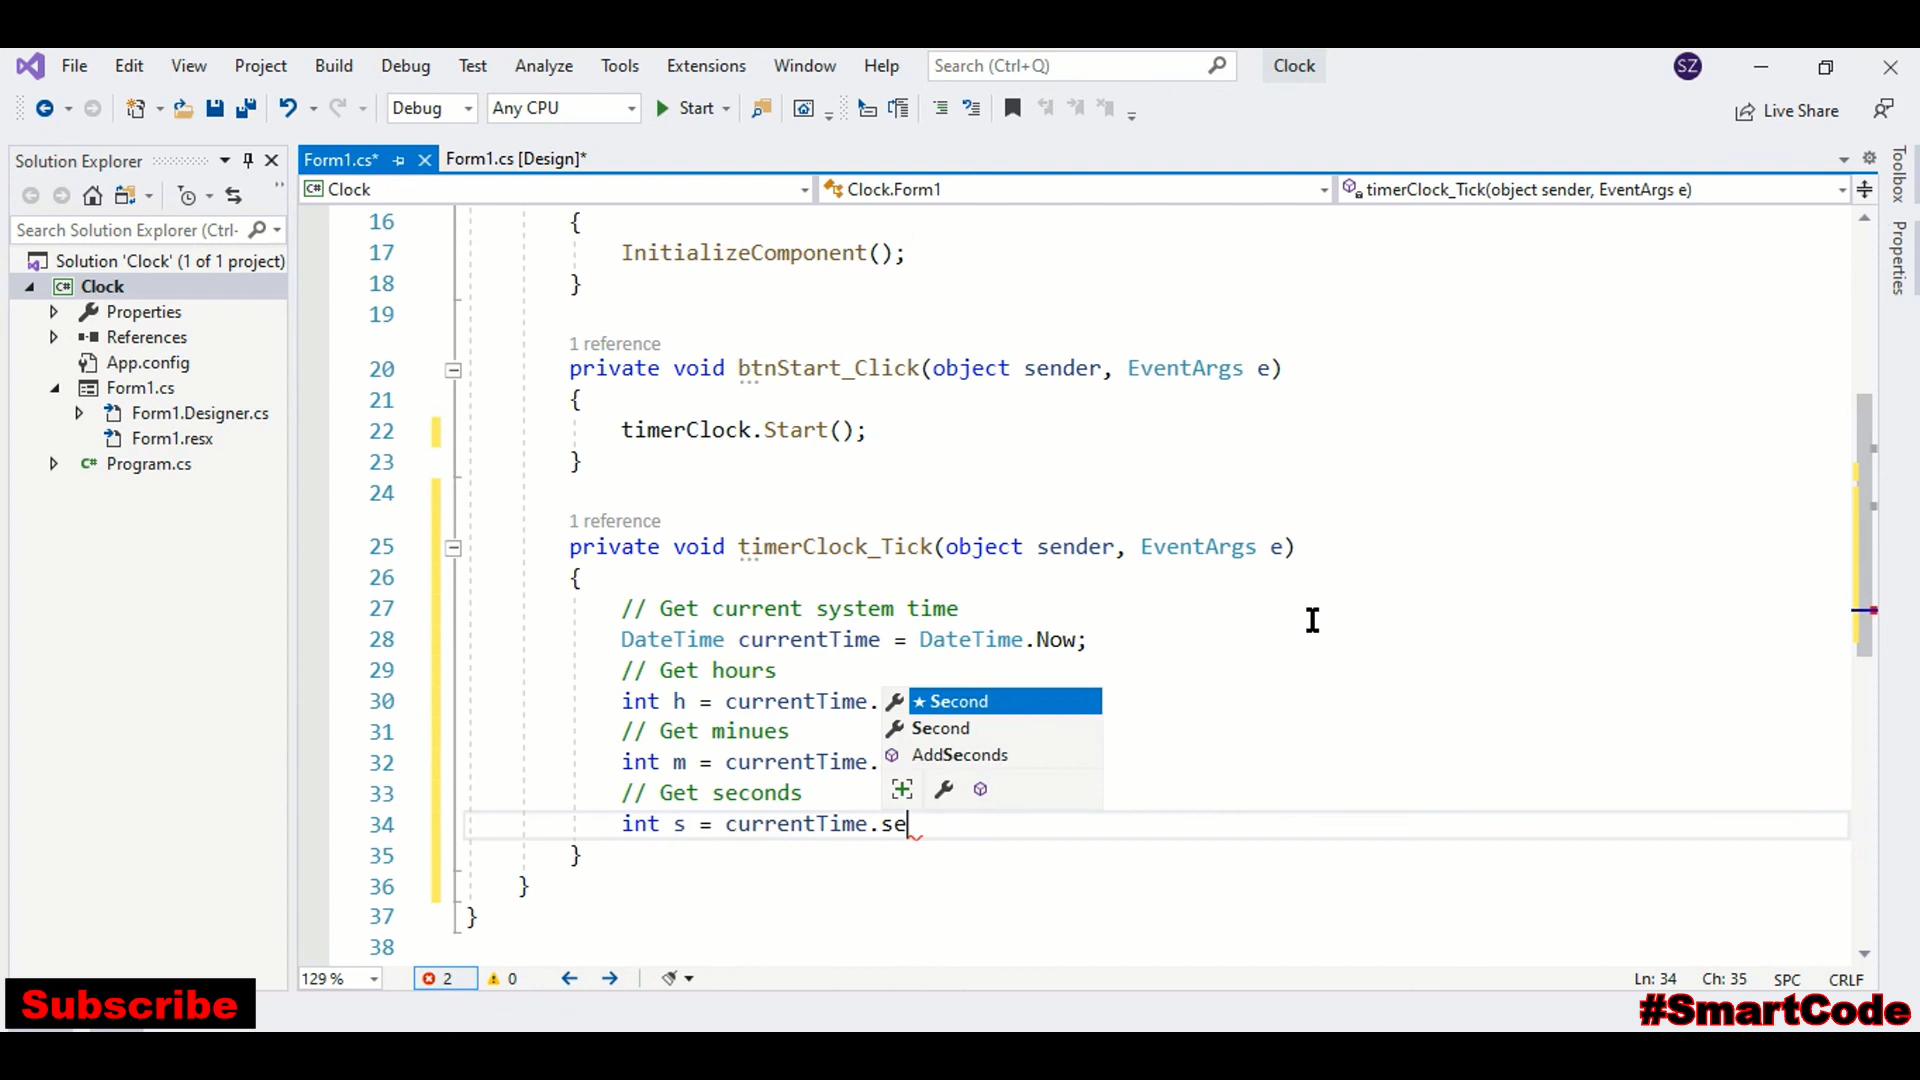 File Edit View Project Build Debug Test Analyze Tools Extensions Window Help Search (Ctrl+Q) Clock SZ
Debug Any CPU Start Live Share
Solution Explorer
Form1.cs* Form1.cs [Design]*
Clock Clock.Form1 timerClock_Tick(object sender, EventArgs e)
Search Solution Explorer (Ctrl-
Solution 'Clock' (1 of 1 project)
Clock
Properties
References
App.config
Form1.cs
Form1.Designer.cs
Form1.resx
Program.cs
Toolbox
Properties
16 {
17 InitializeComponent();
18 }
19
1 reference
20 private void btnStart_Click(object sender, EventArgs e)
21 {
22 timerClock.Start();
23 }
24
1 reference
25 private void timerClock_Tick(object sender, EventArgs e)
26 {
27 // Get current system time
28 DateTime currentTime = DateTime.Now;
29 // Get hours
30 int h = currentTime.
31 // Get minues
32 int m = currentTime.
33 // Get seconds
34 int s = currentTime.se
35 }
36 }
37 }
38
★ Second
Second
AddSeconds
129 % 2 0 Ln: 34 Ch: 35 SPC CRLF
Subscribe
#SmartCode